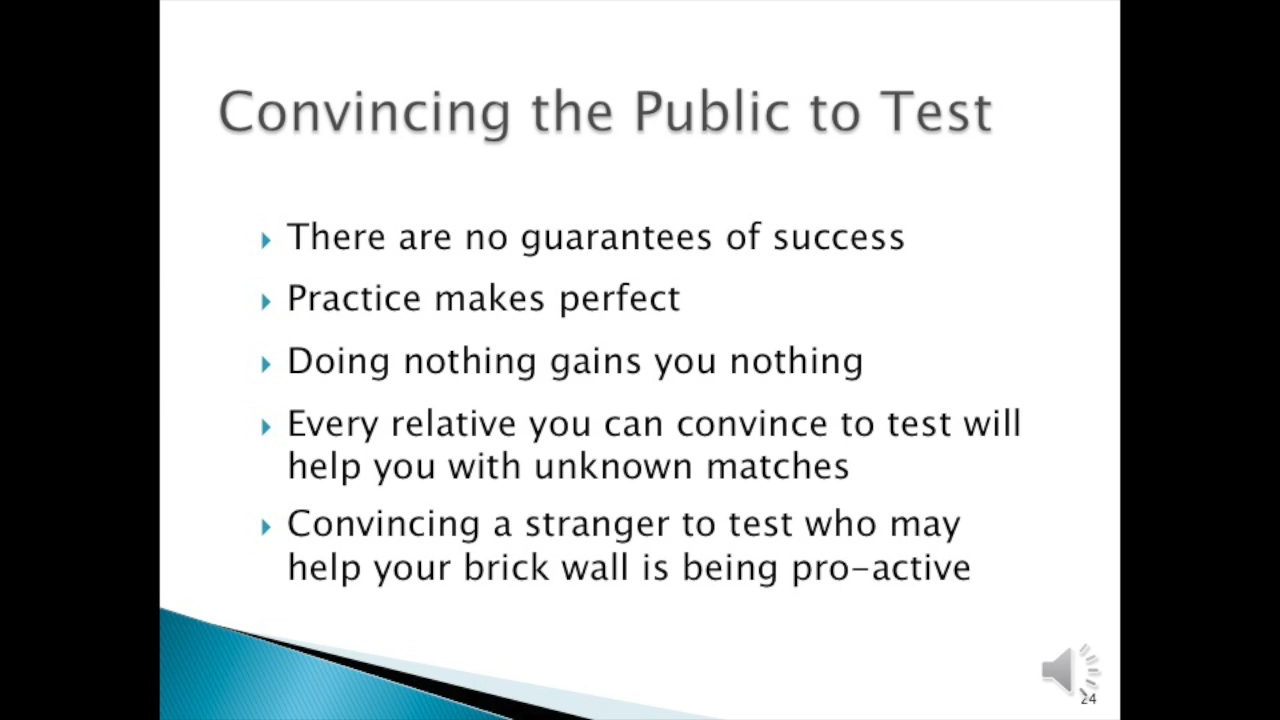 Convincing the Public to Test
There are no guarantees of success
Practice makes perfect
Doing nothing gains you nothing
Every relative you can convince to test will
help you with unknown matches
Convincing a stranger to test who may
help your brick wall is being pro-active
24